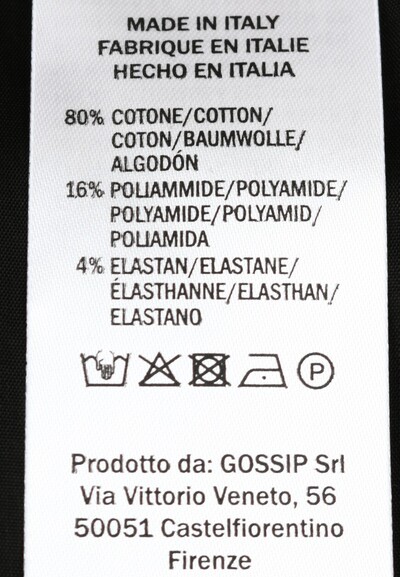 MADE IN ITALY
FABRIQUE EN ITALIE
HECHO EN ITALIA
80% COTONE/COTTON/
COTON/BAUMWOLLE/
ALGODÓN
16% POLIAMMIDE/POLYAMIDE/
POLYAMIDE/POLYAMID/
POLIAMIDA
4% ELASTAN/ELASTANE/
ÉLASTHANNE/ELASTHAN/
ELASTANO
P
Prodotto da: GOSSIP Srl
Via Vittorio Veneto, 56
50051 Castelfiorentino
Firenze